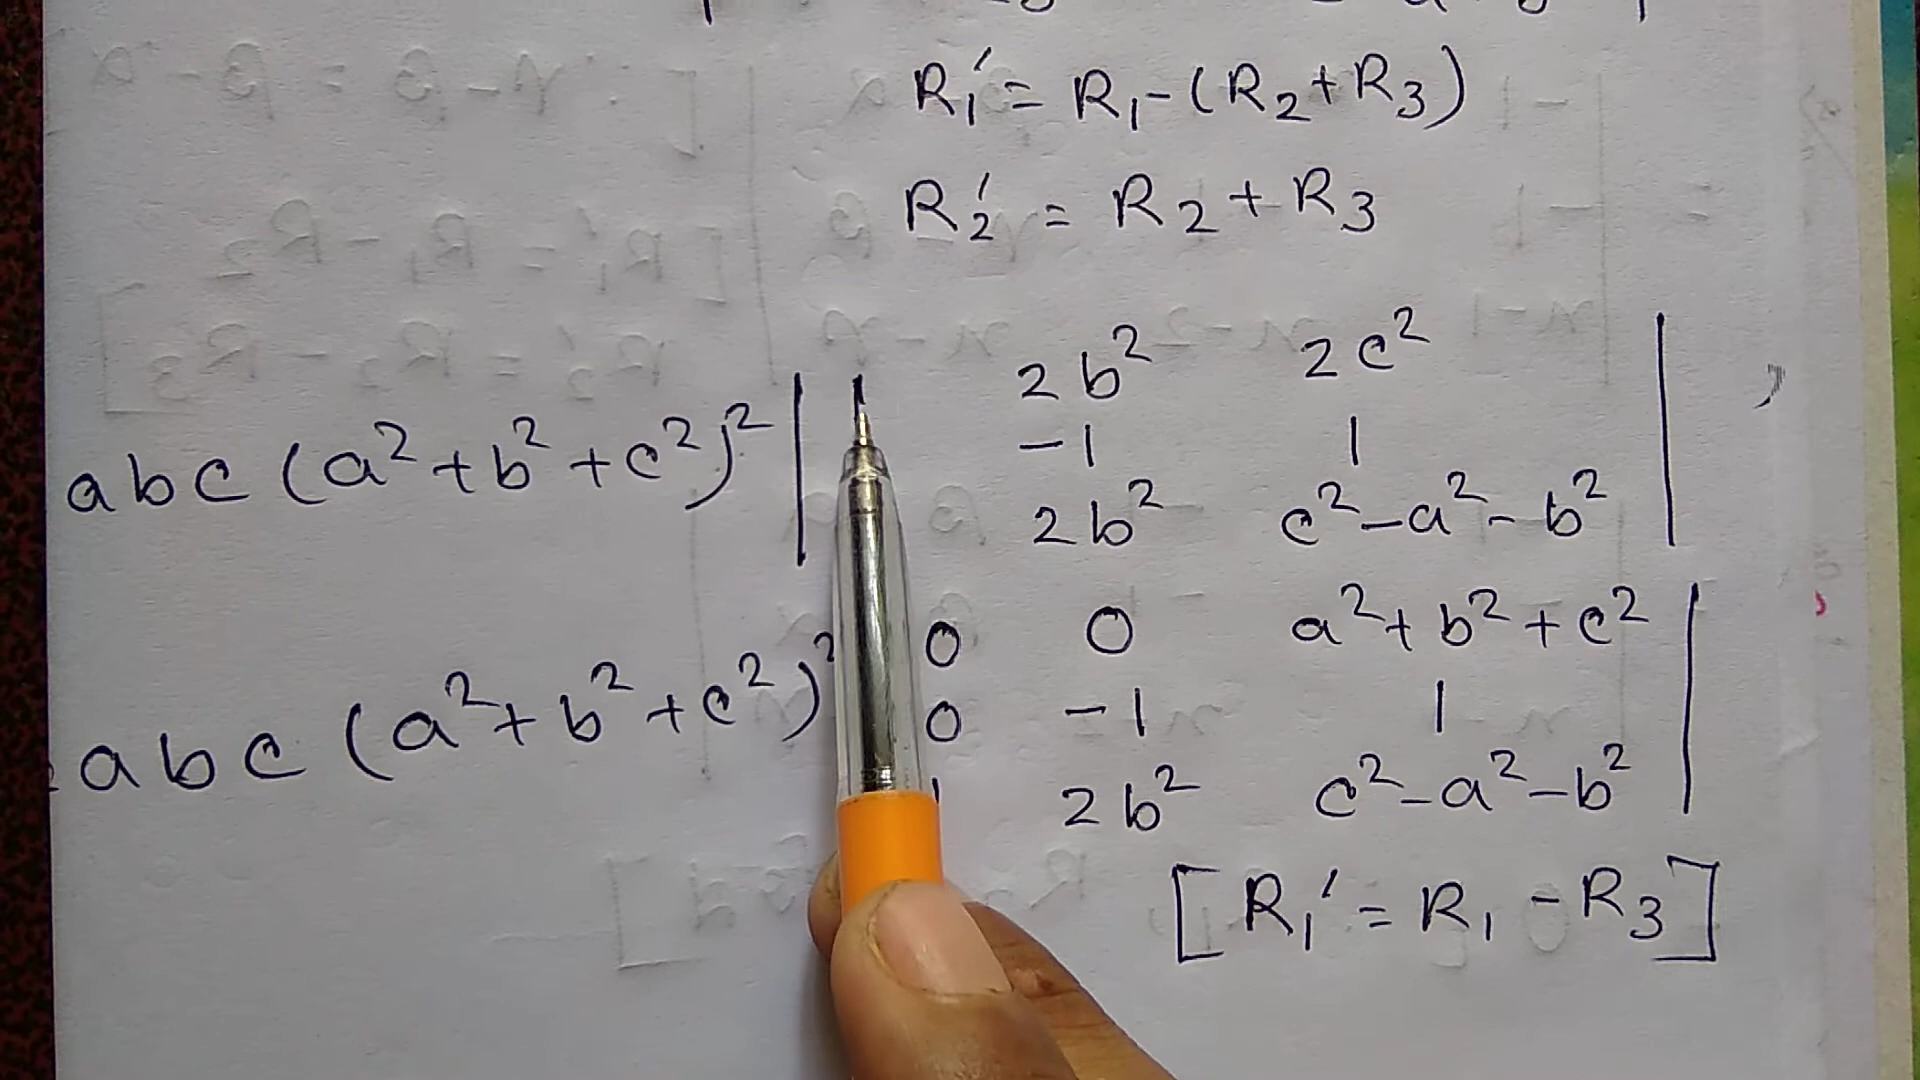 R₁′ = R₁ - (R₂ + R₃)
R₂′ = R₂ + R₃
abc (a² + b² + c²)² | 1 2b² 2c² |
-1 1
2b² c² - a² - b²
abc (a² + b² + c²)² 0 0 a² + b² + c² |
0 -1 1
1 2b² c² - a² - b²
[R₁′ = R₁ - R₃]